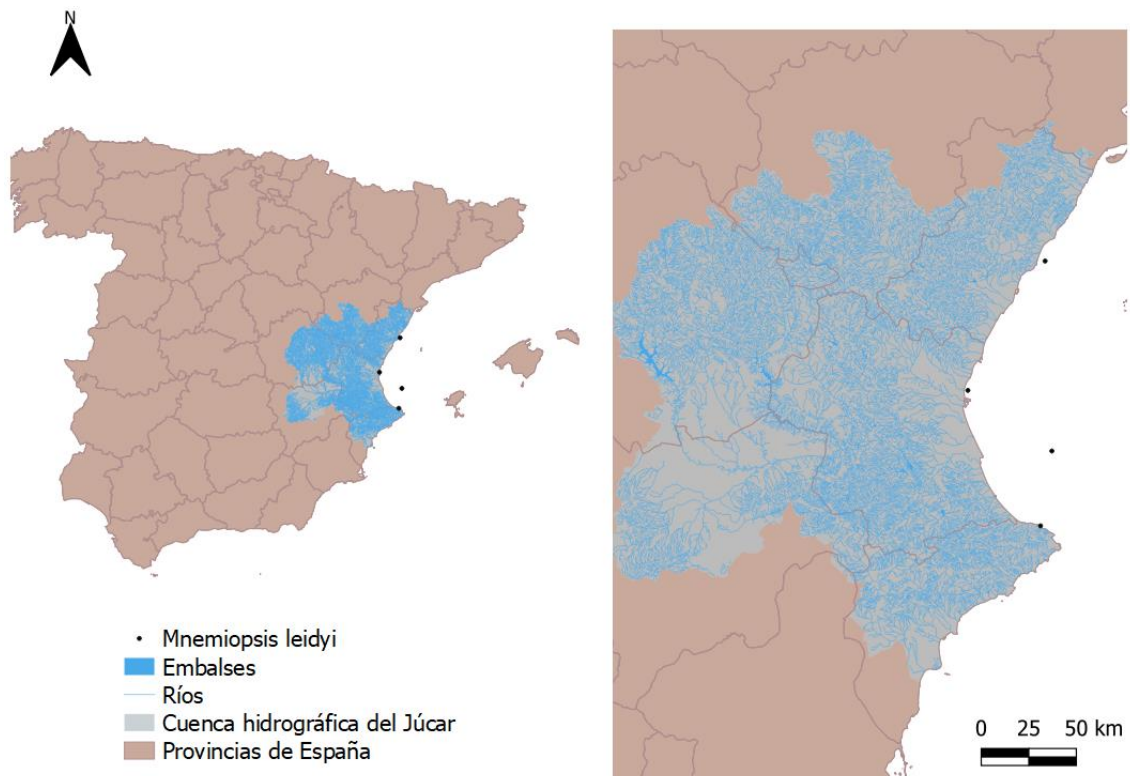 N
Mnemiopsis leidyi
Embalses
Ríos
Cuenca hidrográfica del Júcar
Provincias de España
0 25 50 km